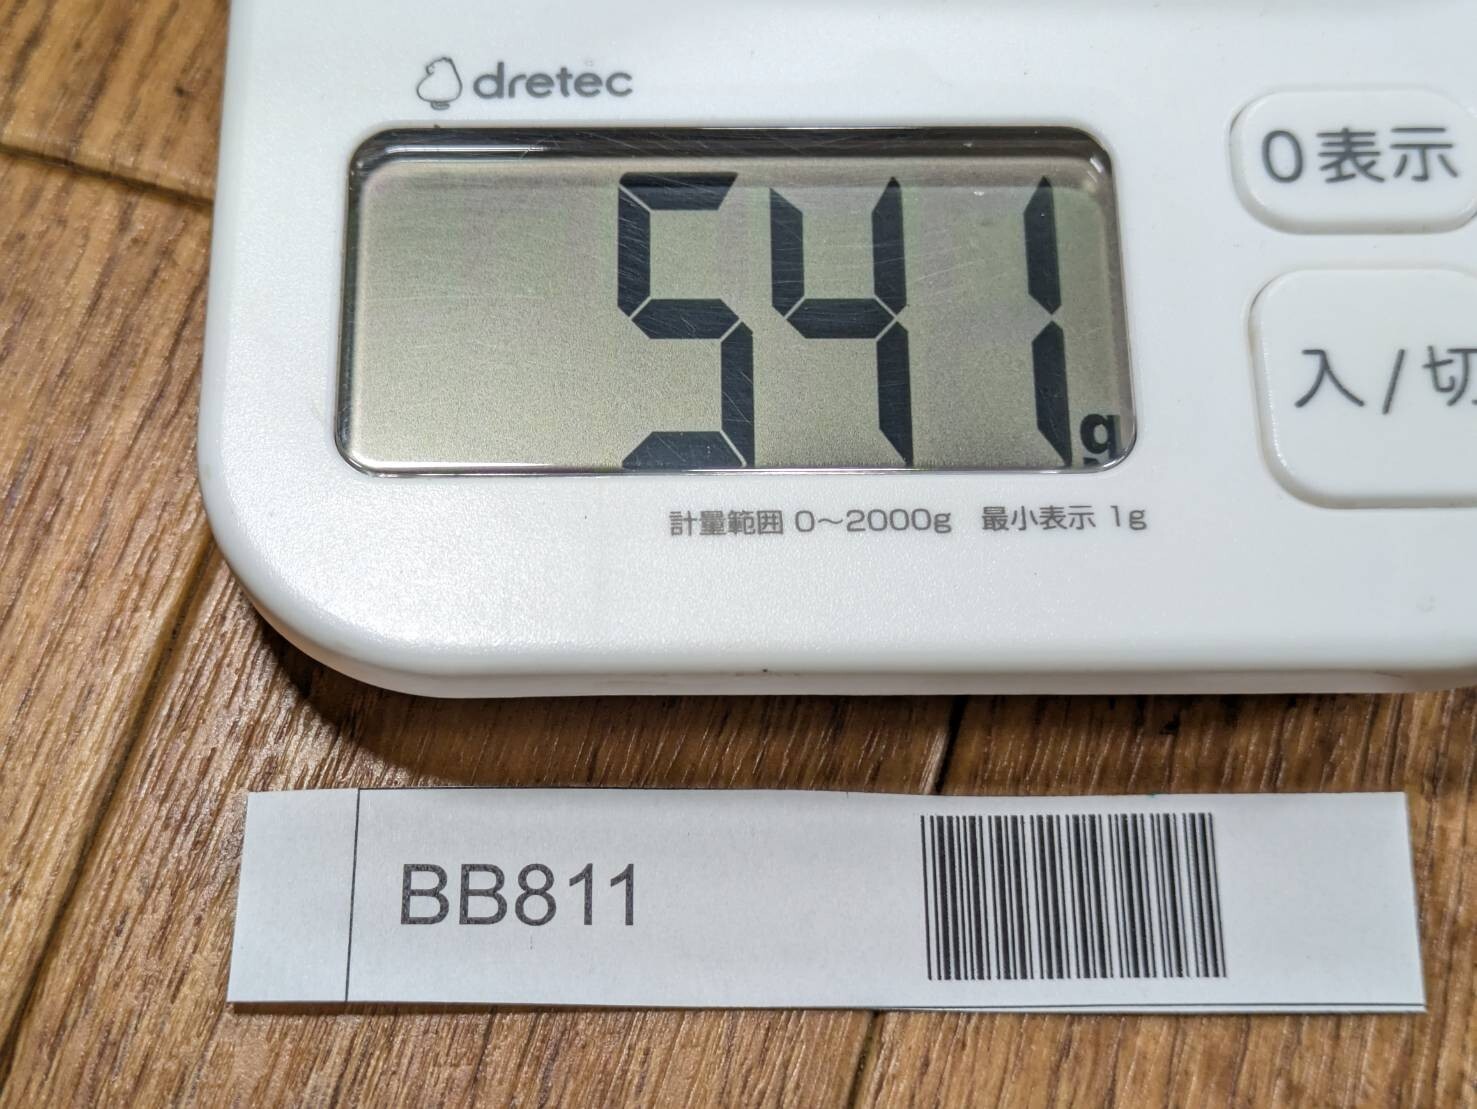 dretec
541 g
0表示
入/切
計量範囲 0~2000g 最小表示 1g
BB811